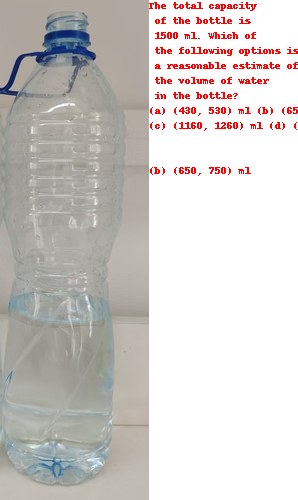 The total capacity
of the bottle is
1500 ml. Which of
the following options is
a reasonable estimate of
the volume of water
in the bottle?
(a) (430, 530) ml (b) (65
(c) (1160, 1260) ml (d) (
(b) (650, 750) ml